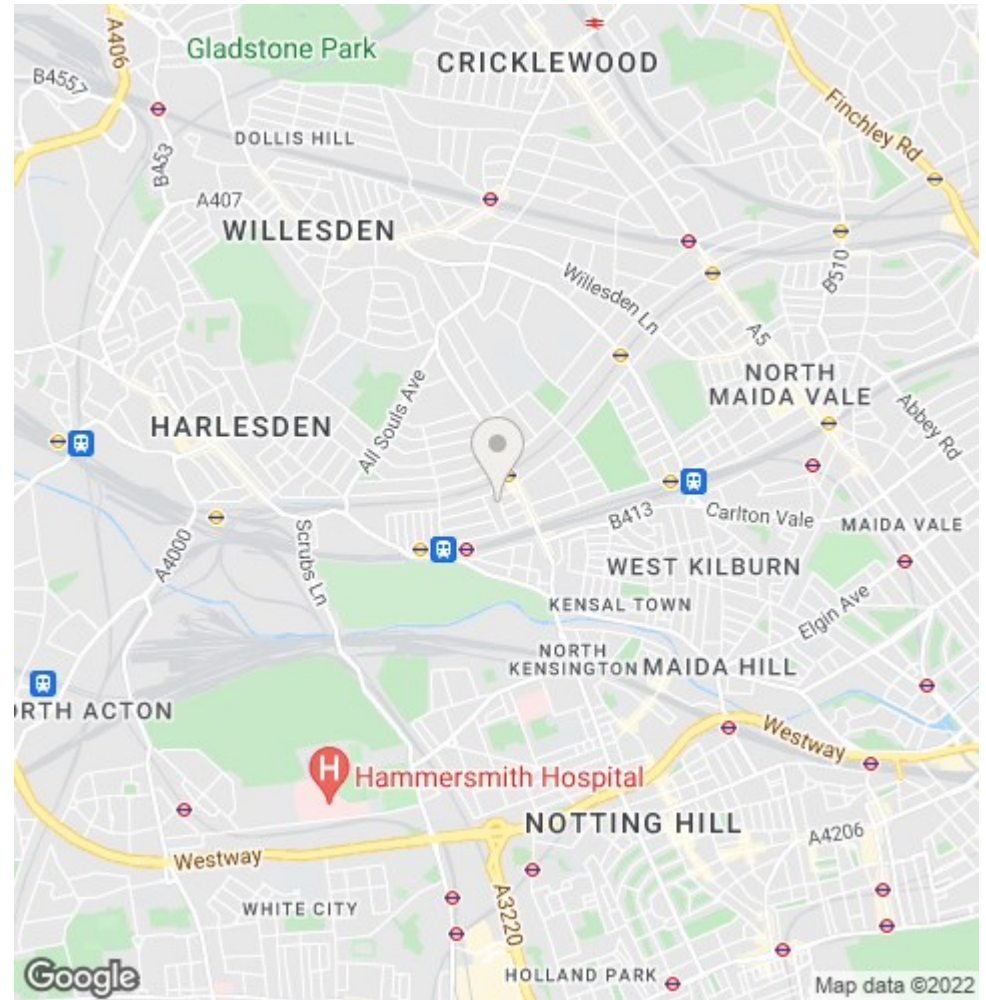 A406
Gladstone Park
CRICKLEWOOD
B4557
Finchley Rd
DOLLIS HILL
B453
A407
WILLESDEN
B510
Willesden Ln
A5
NORTH
MAIDA VALE
All Souls Ave
Abbey Rd
HARLESDEN
B413
Carlton Vale
MAIDA VALE
A4000
Scrubs Ln
WEST KILBURN
KENSAL TOWN
Elgin Ave
NORTH
KENSINGTON
MAIDA HILL
RTH ACTON
Westway
H
Hammersmith Hospital
NOTTING HILL
A4206
Westway
A3220
WHITE CITY
HOLLAND PARK
Google
Map data ©2022